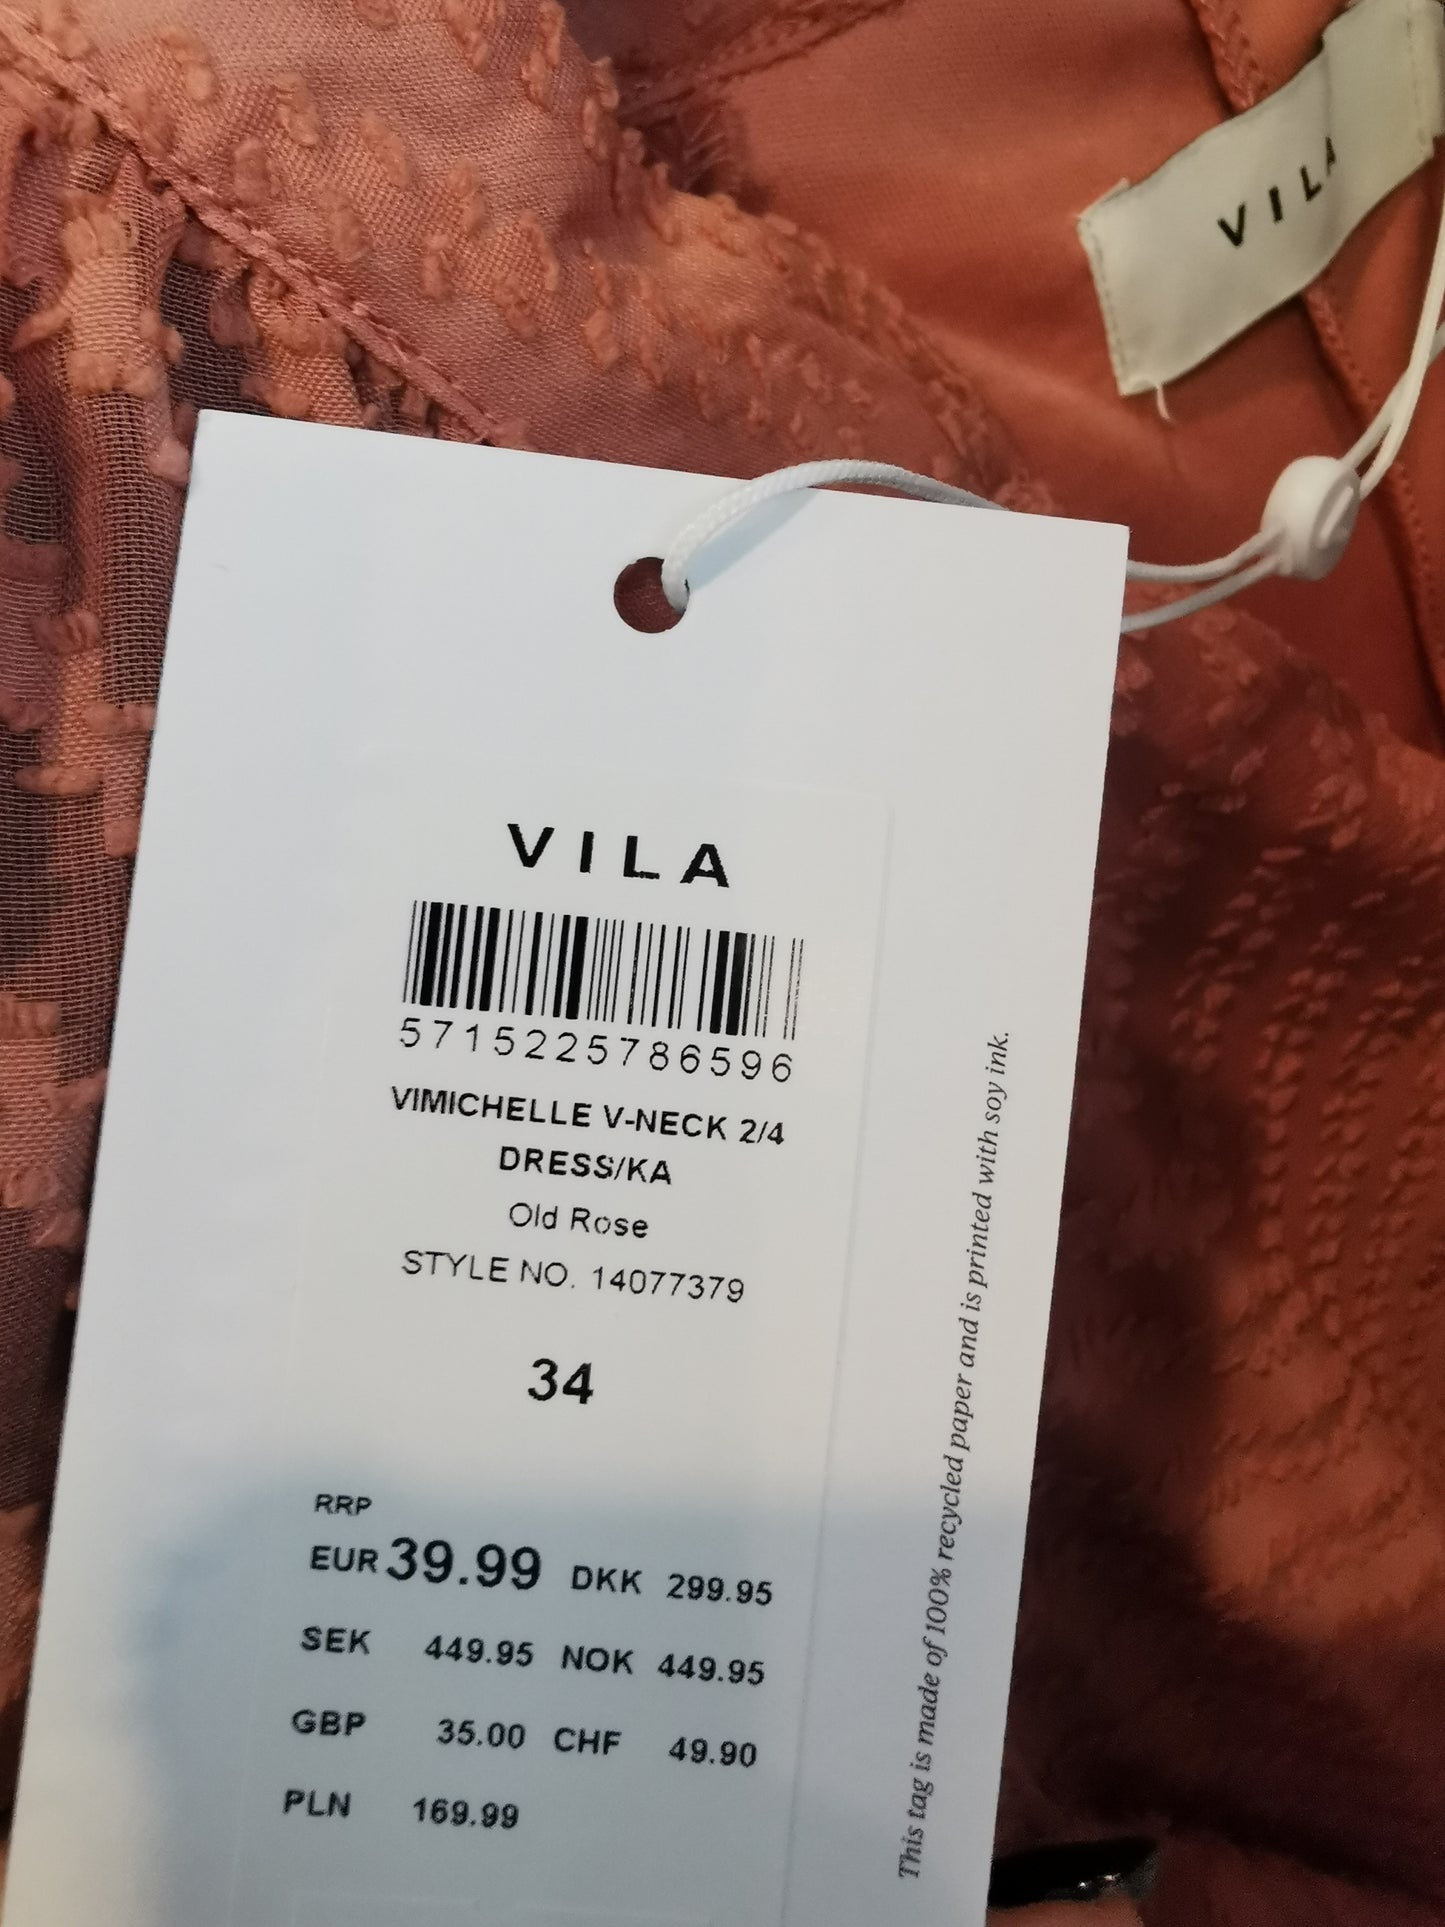 VILA
VILA
5715225786596
VIMICHELLE V-NECK 2/4
DRESS/KA
Old Rose
STYLE NO. 14077379
34
RRP
EUR 39.99 DKK 299.95
SEK 449.95 NOK 449.95
GBP 35.00 CHF 49.90
PLN 169.99
This tag is made of 100% recycled paper and is printed with soy ink.